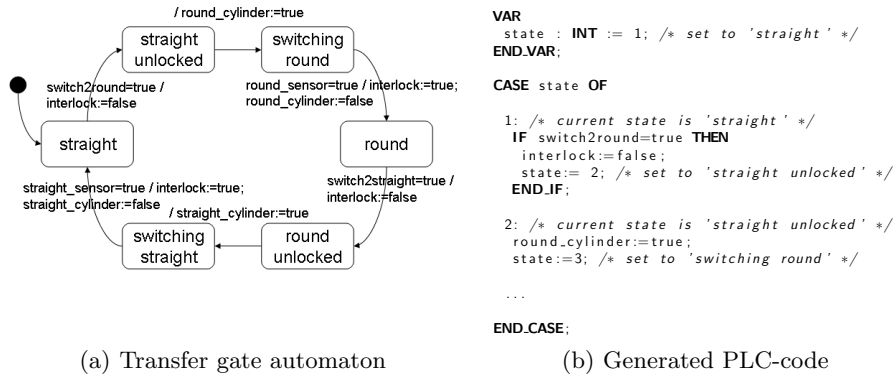 / round_cylinder:=true
straight
unlocked
switching
round
switch2round=true /
interlock:=false
round_sensor=true / interlock:=true;
round_cylinder:=false
straight
round
straight_sensor=true / interlock:=true;
straight_cylinder:=false
switch2straight=true /
interlock:=false
/ straight_cylinder:=true
switching
straight
round
unlocked
(a) Transfer gate automaton
VAR
state : INT := 1; /* set to 'straight' */
END_VAR;
CASE state OF
1: /* current state is 'straight' */
IF switch2round=true THEN
interlock:=false;
state:= 2; /* set to 'straight unlocked' */
END_IF;
2: /* current state is 'straight unlocked' */
round_cylinder:=true;
state:=3; /* set to 'switching round' */
...
END_CASE;
(b) Generated PLC-code